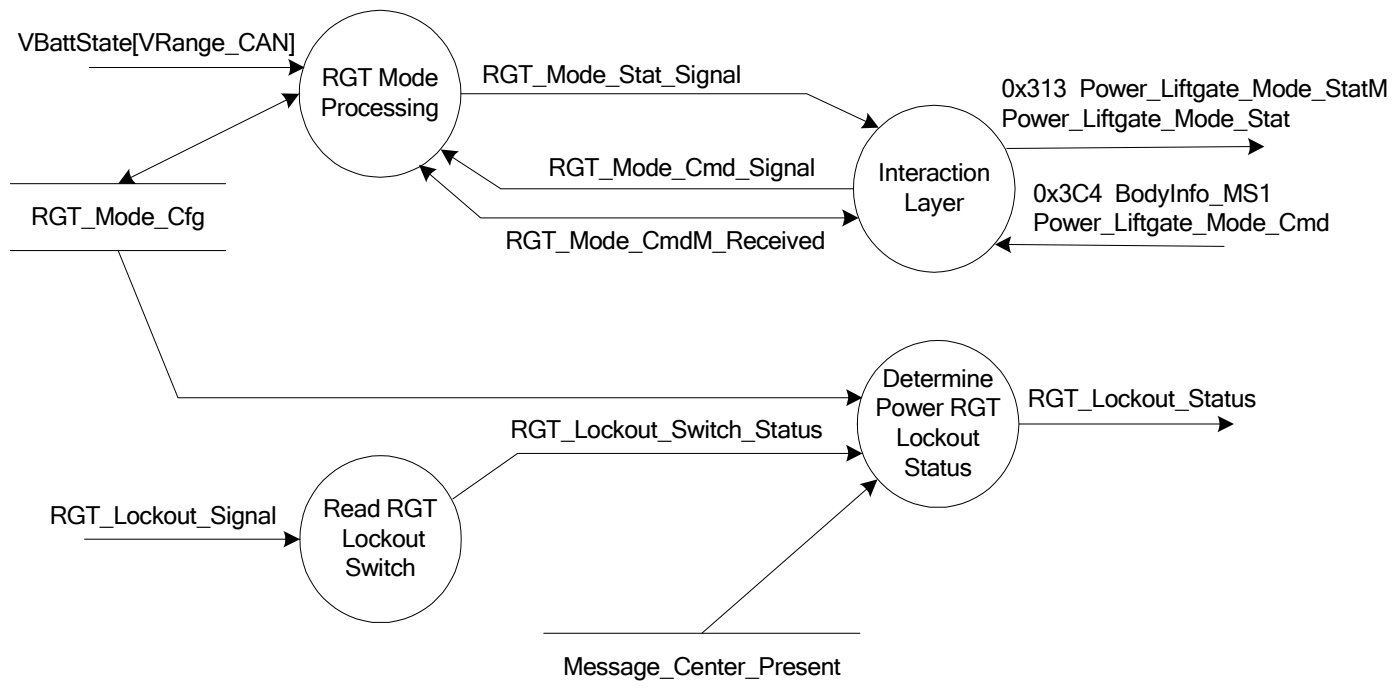 VBattState[VRange_CAN]
RGT Mode
Processing
RGT_Mode_Stat_Signal
0x313 Power_Liftgate_Mode_StatM
Power_Liftgate_Mode_Stat
RGT_Mode_Cmd_Signal
Interaction
Layer
0x3C4 BodyInfo_MS1
Power_Liftgate_Mode_Cmd
RGT_Mode_Cfg
RGT_Mode_CmdM_Received
Determine
Power RGT
Lockout
Status
RGT_Lockout_Status
RGT_Lockout_Switch_Status
RGT_Lockout_Signal
Read RGT
Lockout
Switch
Message_Center_Present